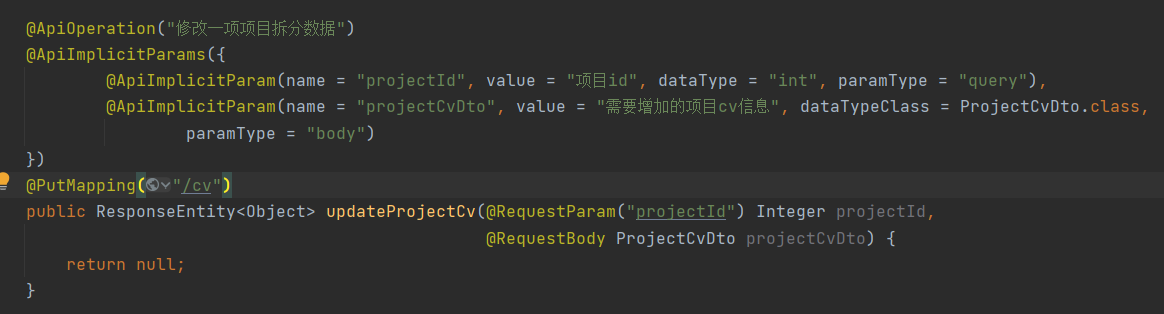 @ApiOperation("修改一项项目拆分数据")
@ApiImplicitParams({
@ApiImplicitParam(name = "projectId", value = "项目id", dataType = "int", paramType = "query"),
@ApiImplicitParam(name = "projectCvDto", value = "需要增加的项目cv信息", dataTypeClass = ProjectCvDto.class,
paramType = "body")
})
@PutMapping("/cv")
public ResponseEntity<Object> updateProjectCv(@RequestParam("projectId") Integer projectId,
@RequestBody ProjectCvDto projectCvDto) {
return null;
}